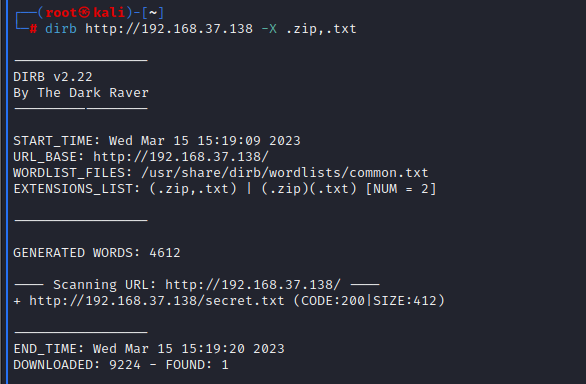 (root㉿kali)-[~]
# dirb http://192.168.37.138 -X .zip,.txt
-----------------
DIRB v2.22
By The Dark Raver
-----------------
START_TIME: Wed Mar 15 15:19:09 2023
URL_BASE: http://192.168.37.138/
WORDLIST_FILES: /usr/share/dirb/wordlists/common.txt
EXTENSIONS_LIST: (.zip,.txt) | (.zip)(.txt) [NUM = 2]
-----------------
GENERATED WORDS: 4612
---- Scanning URL: http://192.168.37.138/ ----
+ http://192.168.37.138/secret.txt (CODE:200|SIZE:412)
-----------------
END_TIME: Wed Mar 15 15:19:20 2023
DOWNLOADED: 9224 - FOUND: 1